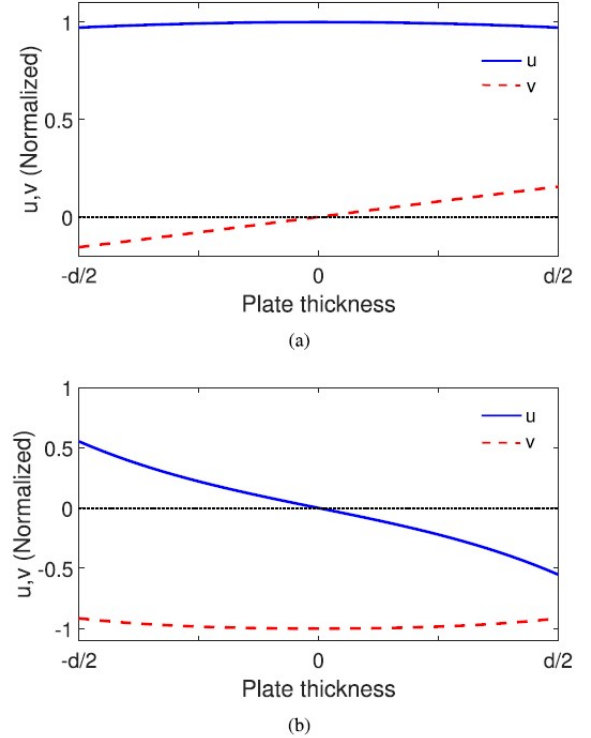 1
0.5
0
u,v (Normalized)
u
v
-d/2
0
d/2
Plate thickness
(a)
1
0.5
0
-0.5
-1
u,v (Normalized)
u
v
-d/2
0
d/2
Plate thickness
(b)